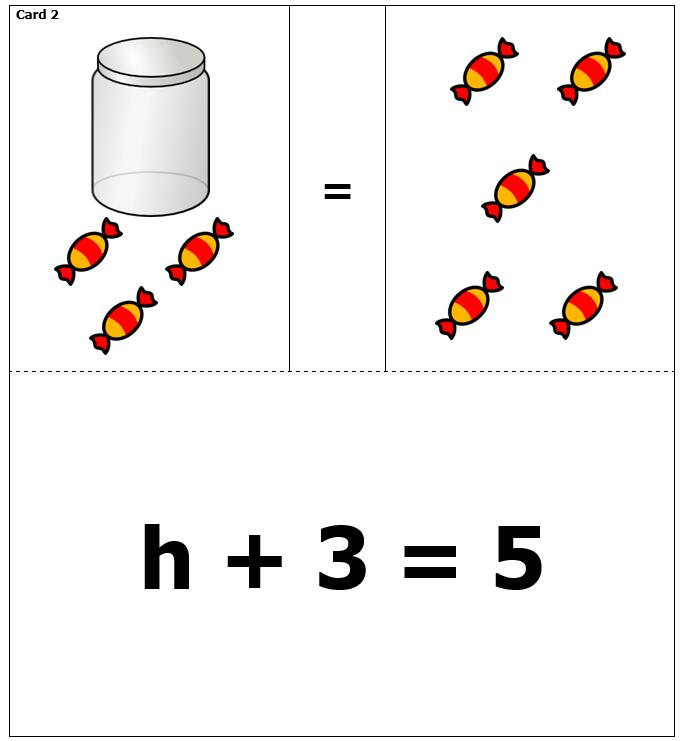 Card 2
=
h + 3 = 5